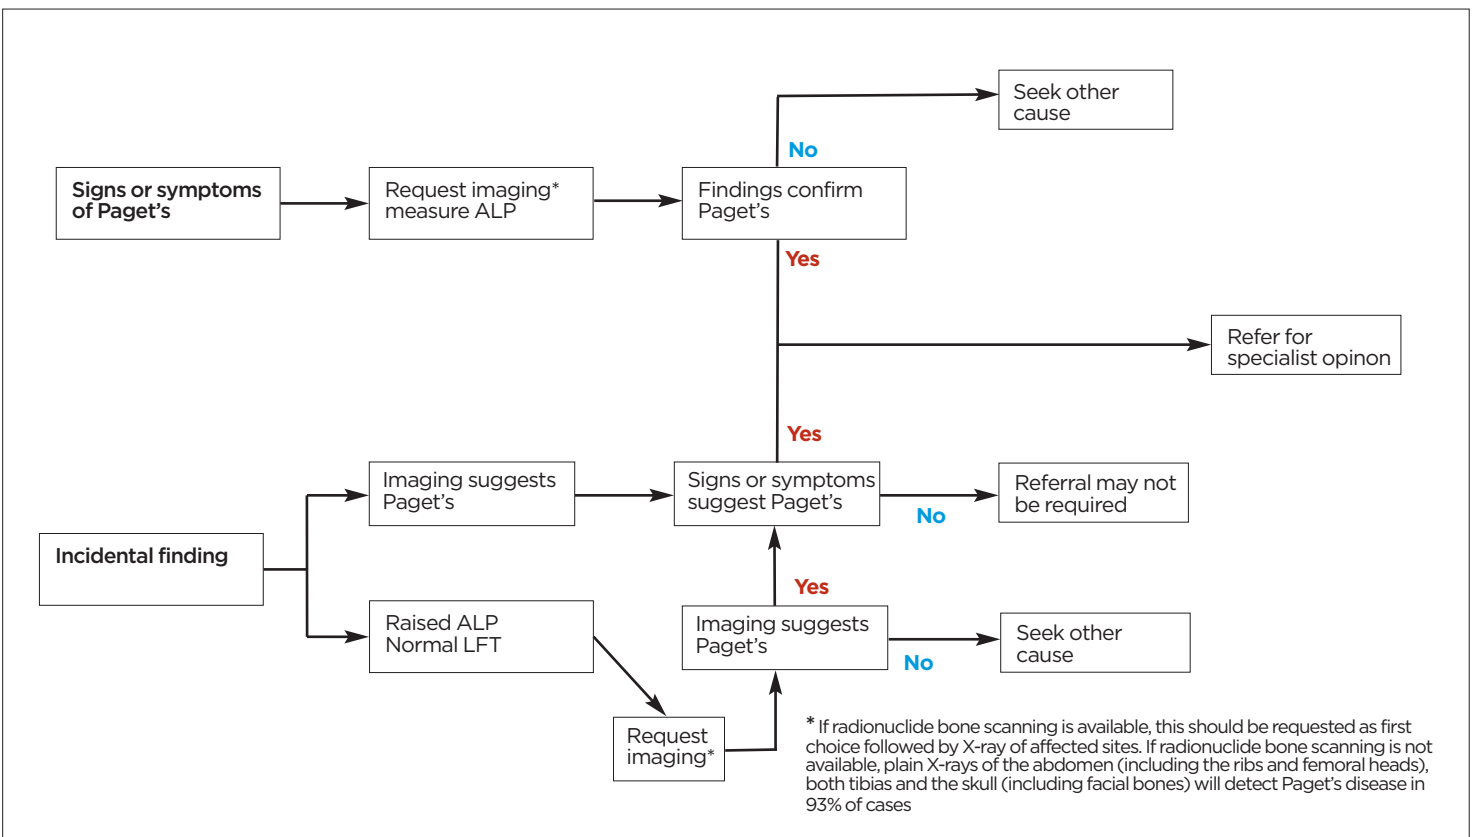 Seek other
cause
No
Signs or symptoms
of Paget's
Request imaging*
measure ALP
Findings confirm
Paget's
Yes
Refer for
specialist opinon
Yes
Imaging suggests
Paget's
Signs or symptoms
suggest Paget's
No
Referral may not
be required
Incidental finding
Yes
Raised ALP
Normal LFT
Imaging suggests
Paget's
No
Seek other
cause
Request
imaging*
* If radionuclide bone scanning is available, this should be requested as first
choice followed by X-ray of affected sites. If radionuclide bone scanning is not
available, plain X-rays of the abdomen (including the ribs and femoral heads),
both tibias and the skull (including facial bones) will detect Paget's disease in
93% of cases